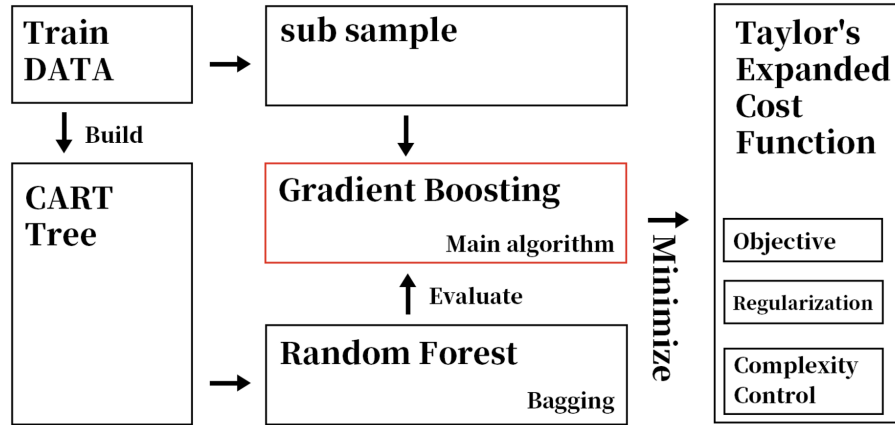 Train
DATA
sub sample
Build
CART
Tree
Gradient Boosting
Main algorithm
Evaluate
Random Forest
Bagging
Minimize
Taylor's
Expanded
Cost
Function
Objective
Regularization
Complexity
Control